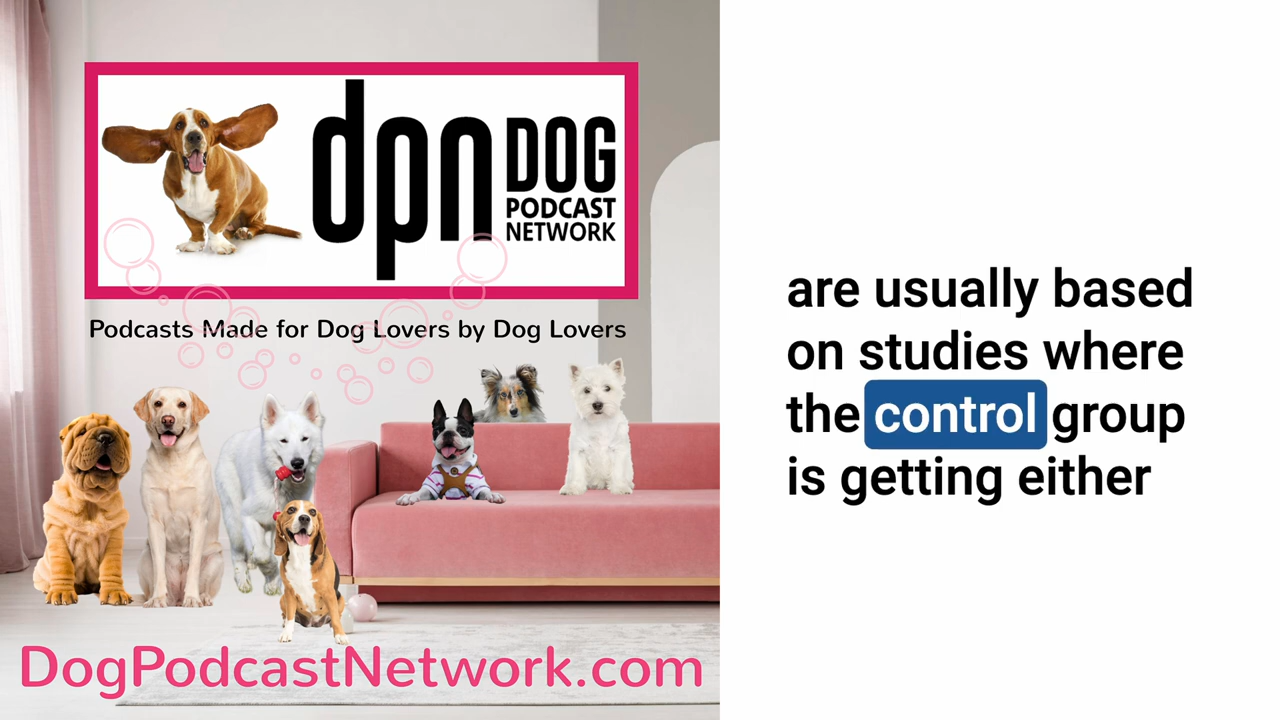 dpn DOG
PODCAST
NETWORK
Podcasts Made for Dog Lovers by Dog Lovers
DogPodcastNetwork.com
are usually based
on studies where
the control group
is getting either